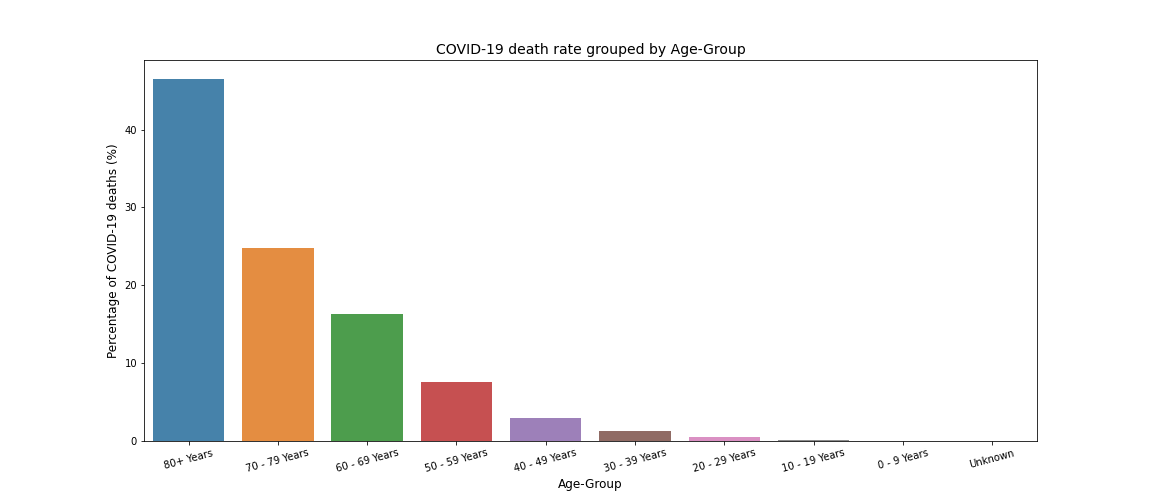 COVID-19 death rate grouped by Age-Group
Percentage of COVID-19 deaths (%)
40
30
20
10
0
80+ Years
70 - 79 Years
60 - 69 Years
50 - 59 Years
40 - 49 Years
30 - 39 Years
20 - 29 Years
10 - 19 Years
0 - 9 Years
Unknown
Age-Group